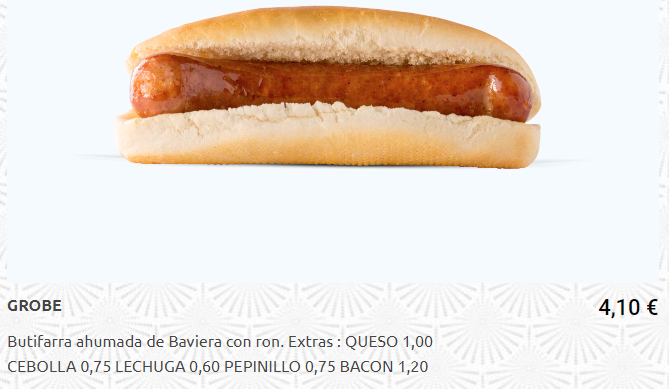 GROBE
4,10 €
Butifarra ahumada de Baviera con ron. Extras : QUESO 1,00
CEBOLLA 0,75 LECHUGA 0,60 PEPINILLO 0,75 BACON 1,20